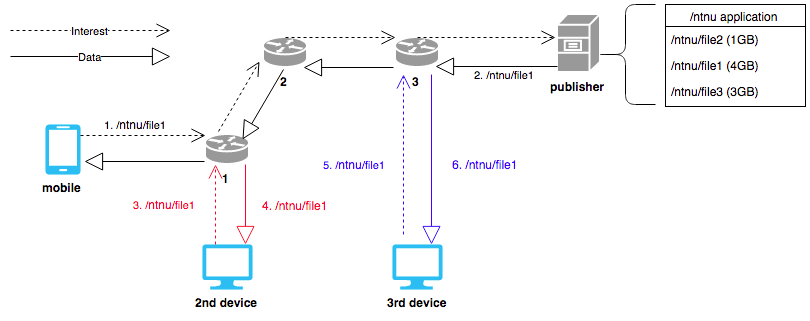 Interest
Data
/ntnu application
/ntnu/file2 (1GB)
/ntnu/file1 (4GB)
/ntnu/file3 (3GB)
2
3
2. /ntnu/file1
publisher
1. /ntnu/file1
mobile
1
5. /ntnu/file1
6. /ntnu/file1
3. /ntnu/file1
4. /ntnu/file1
2nd device
3rd device